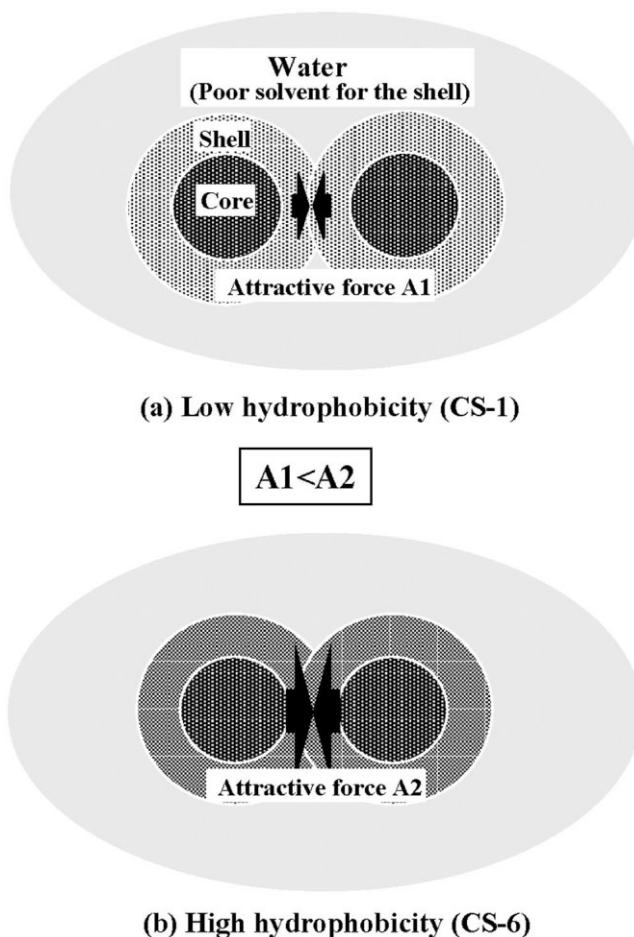 Water
(Poor solvent for the shell)
Shell
Core
Attractive force A1
(a) Low hydrophobicity (CS-1)
A1<A2
Attractive force A2
(b) High hydrophobicity (CS-6)